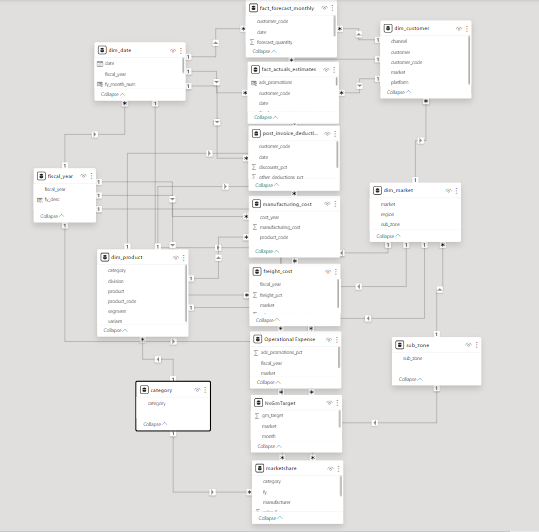 fact_forecast_monthly
customer_code
date
forecast_quantity
Collapse
dim_customer
channel
customer
customer_code
market
platform
Collapse
dim_date
date
fiscal_year
fy_month_num
Collapse
fact_actuals_estimates
ads_promotions
customer_code
date
Collapse
post_invoice_deducti...
customer_code
date
discounts_pct
other_deductions_pct
Collapse
fiscal_year
fiscal_year
fy_desc
Collapse
dim_market
market
region
sub_zone
Collapse
manufacturing_cost
cost_year
manufacturing_cost
product_code
Collapse
dim_product
category
division
product
product_code
segment
variant
Collapse
freight_cost
fiscal_year
freight_pct
market
Collapse
Operational Expense
ads_promotions_pct
fiscal_year
market
Collapse
sub_zone
sub_zone
Collapse
category
category
Collapse
NsGmTarget
gm_target
market
month
Collapse
marketshare
category
fy
manufacturer
Collapse